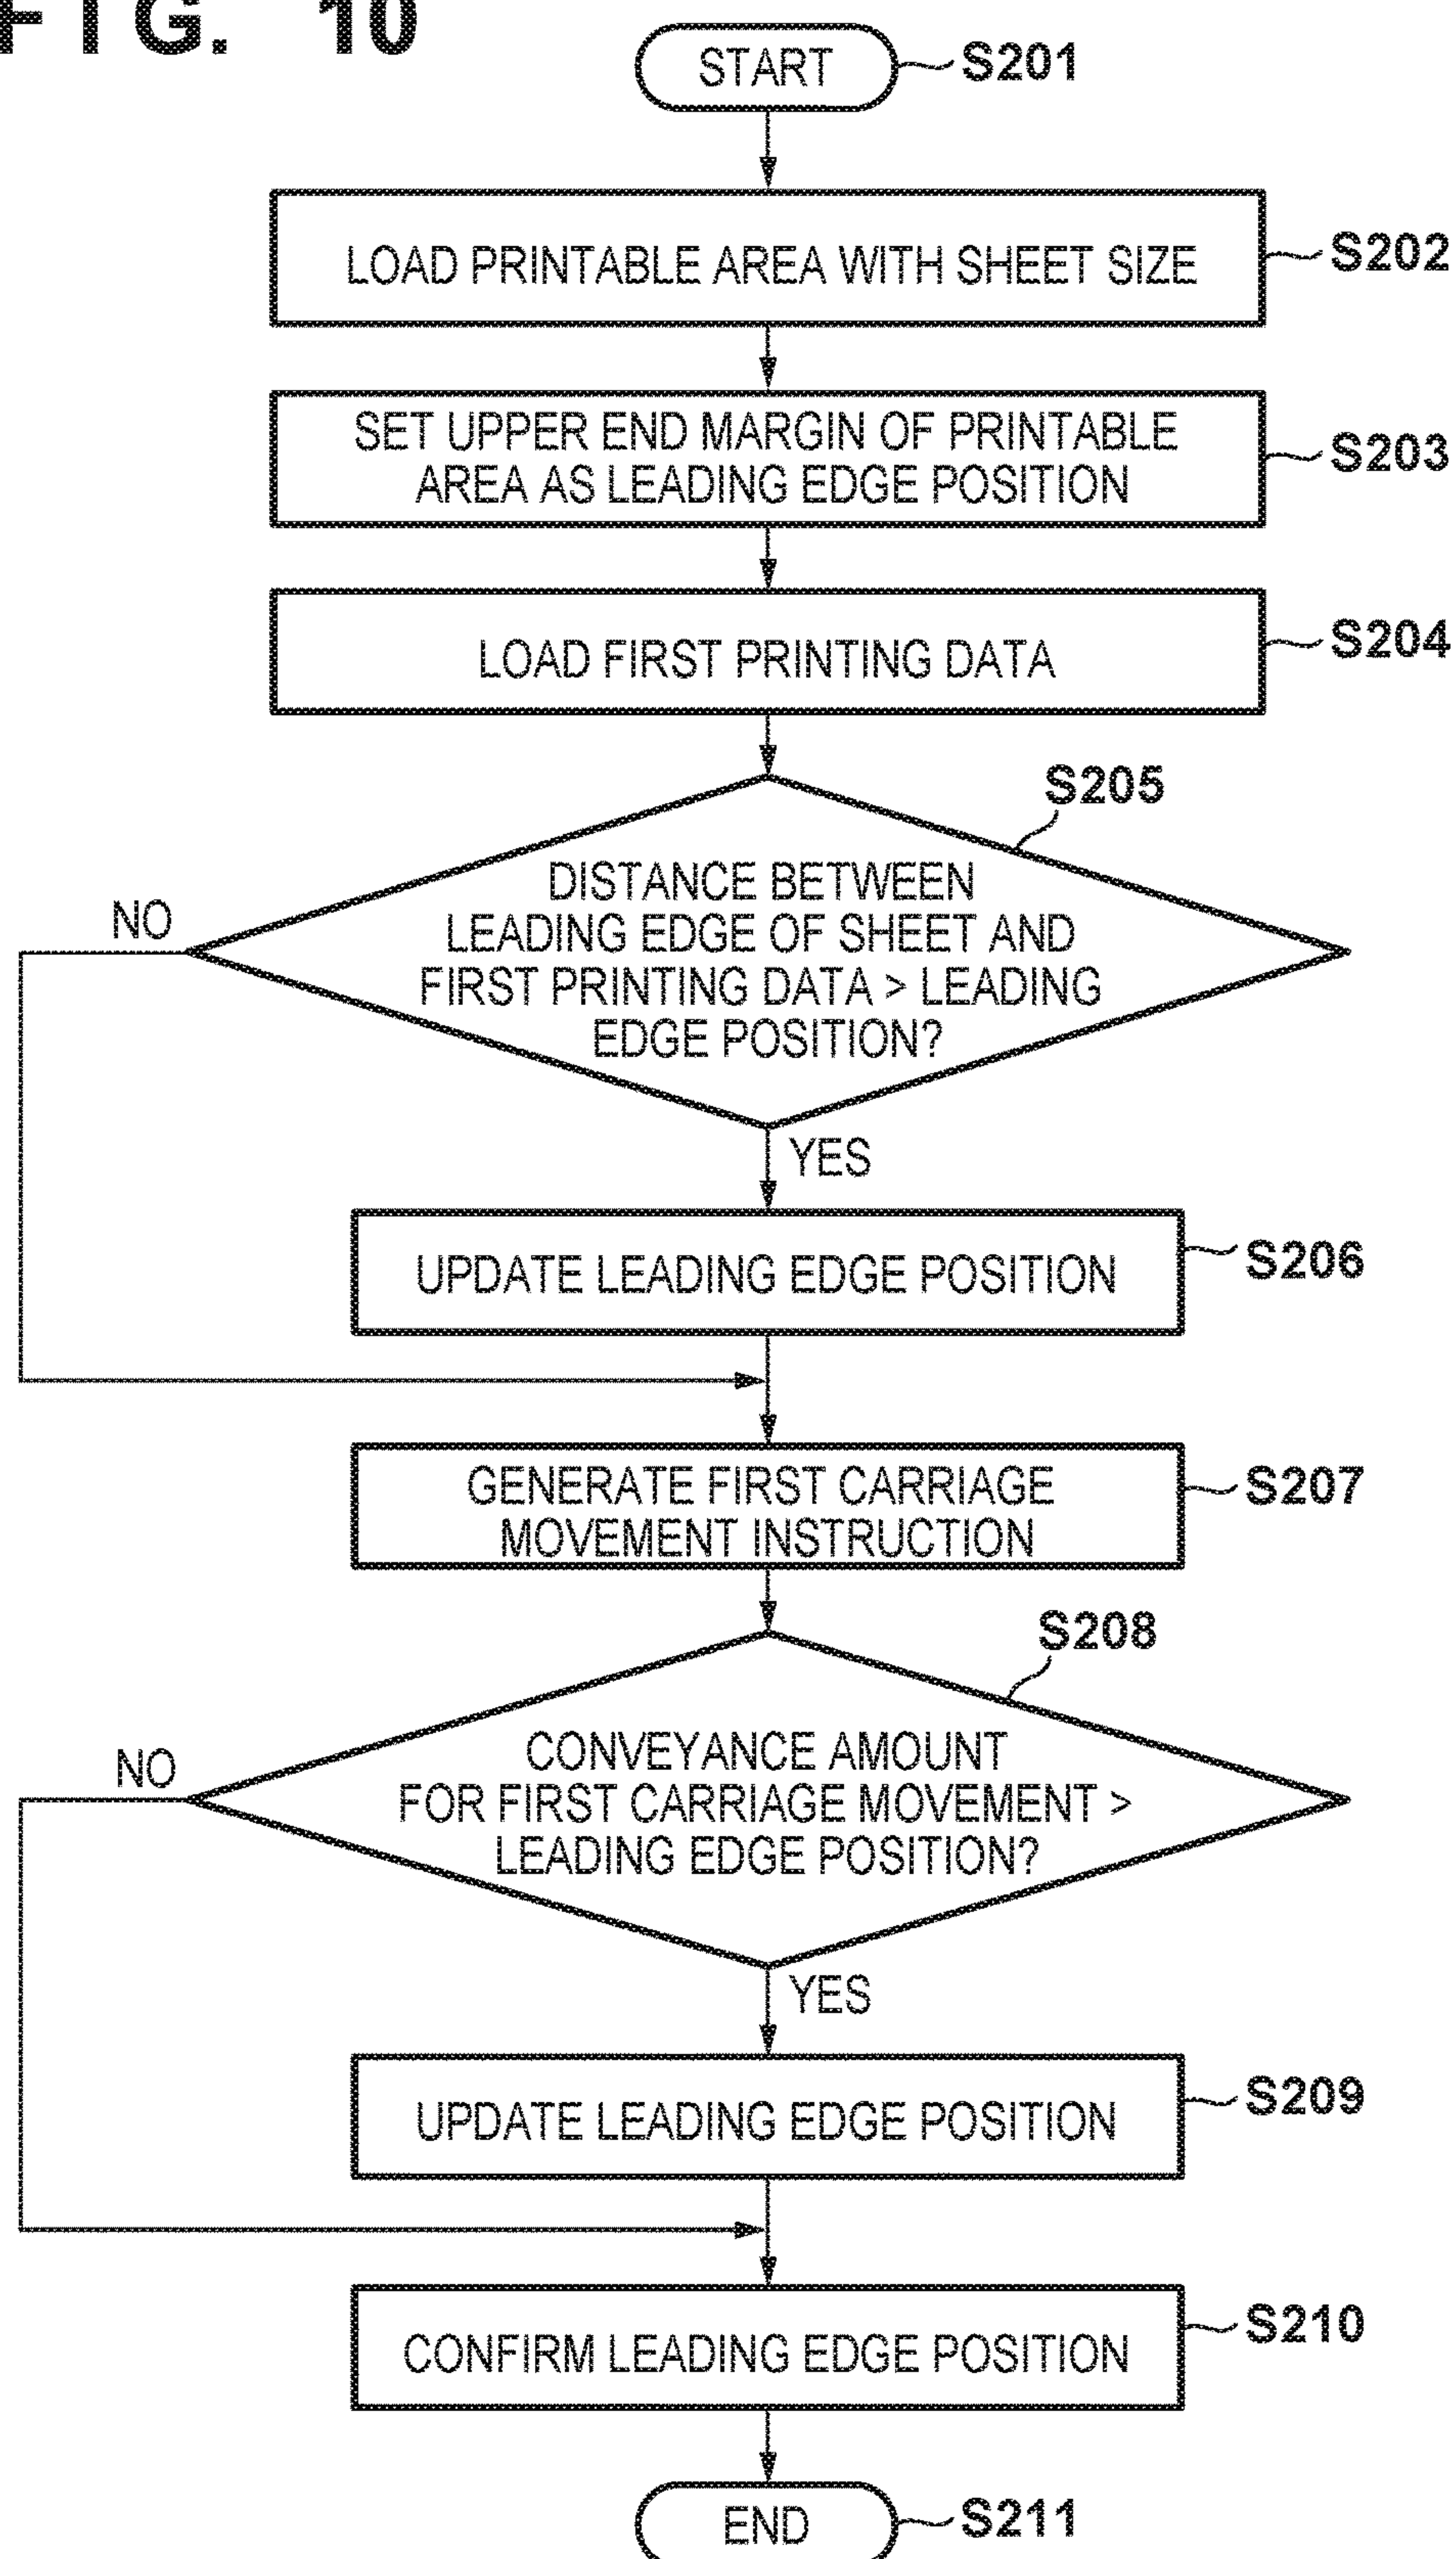 FIG. 10
START S201
LOAD PRINTABLE AREA WITH SHEET SIZE S202
SET UPPER END MARGIN OF PRINTABLE
AREA AS LEADING EDGE POSITION S203
LOAD FIRST PRINTING DATA S204
S205
DISTANCE BETWEEN
LEADING EDGE OF SHEET AND
FIRST PRINTING DATA > LEADING
EDGE POSITION?
NO
YES
UPDATE LEADING EDGE POSITION S206
GENERATE FIRST CARRIAGE
MOVEMENT INSTRUCTION S207
S208
CONVEYANCE AMOUNT
FOR FIRST CARRIAGE MOVEMENT >
LEADING EDGE POSITION?
NO
YES
UPDATE LEADING EDGE POSITION S209
CONFIRM LEADING EDGE POSITION S210
END S211